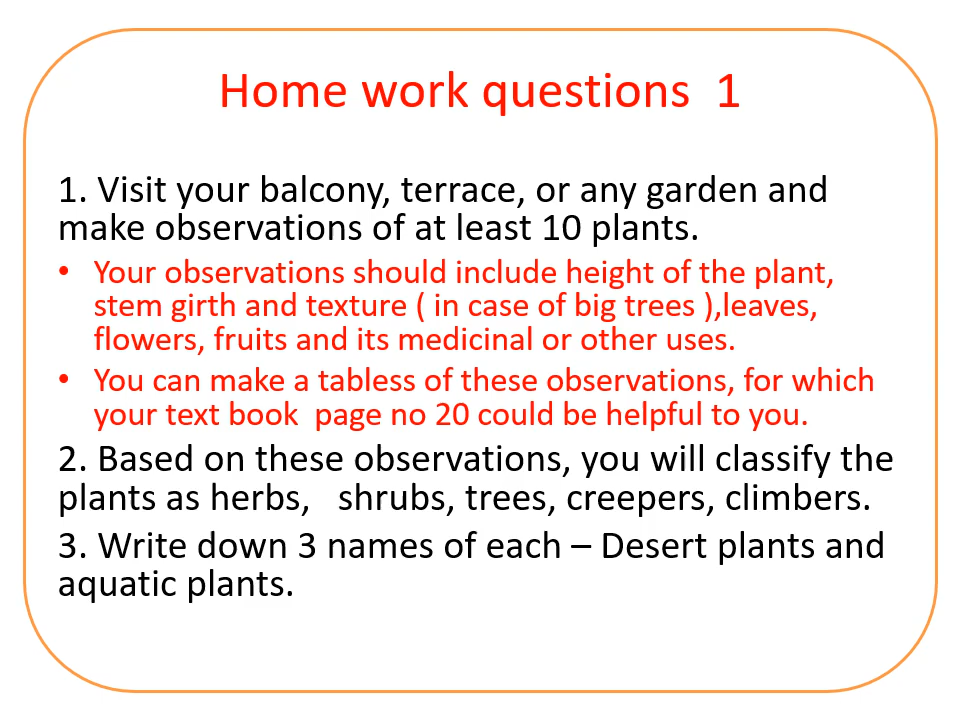 Home work questions  1
1. Visit your balcony, terrace, or any garden and
make observations of at least 10 plants.
• Your observations should include height of the plant,
stem girth and texture ( in case of big trees ),leaves,
flowers, fruits and its medicinal or other uses.
• You can make a tabless of these observations, for which
your text book  page no 20 could be helpful to you.
2. Based on these observations, you will classify the
plants as herbs,   shrubs, trees, creepers, climbers.
3. Write down 3 names of each – Desert plants and
aquatic plants.